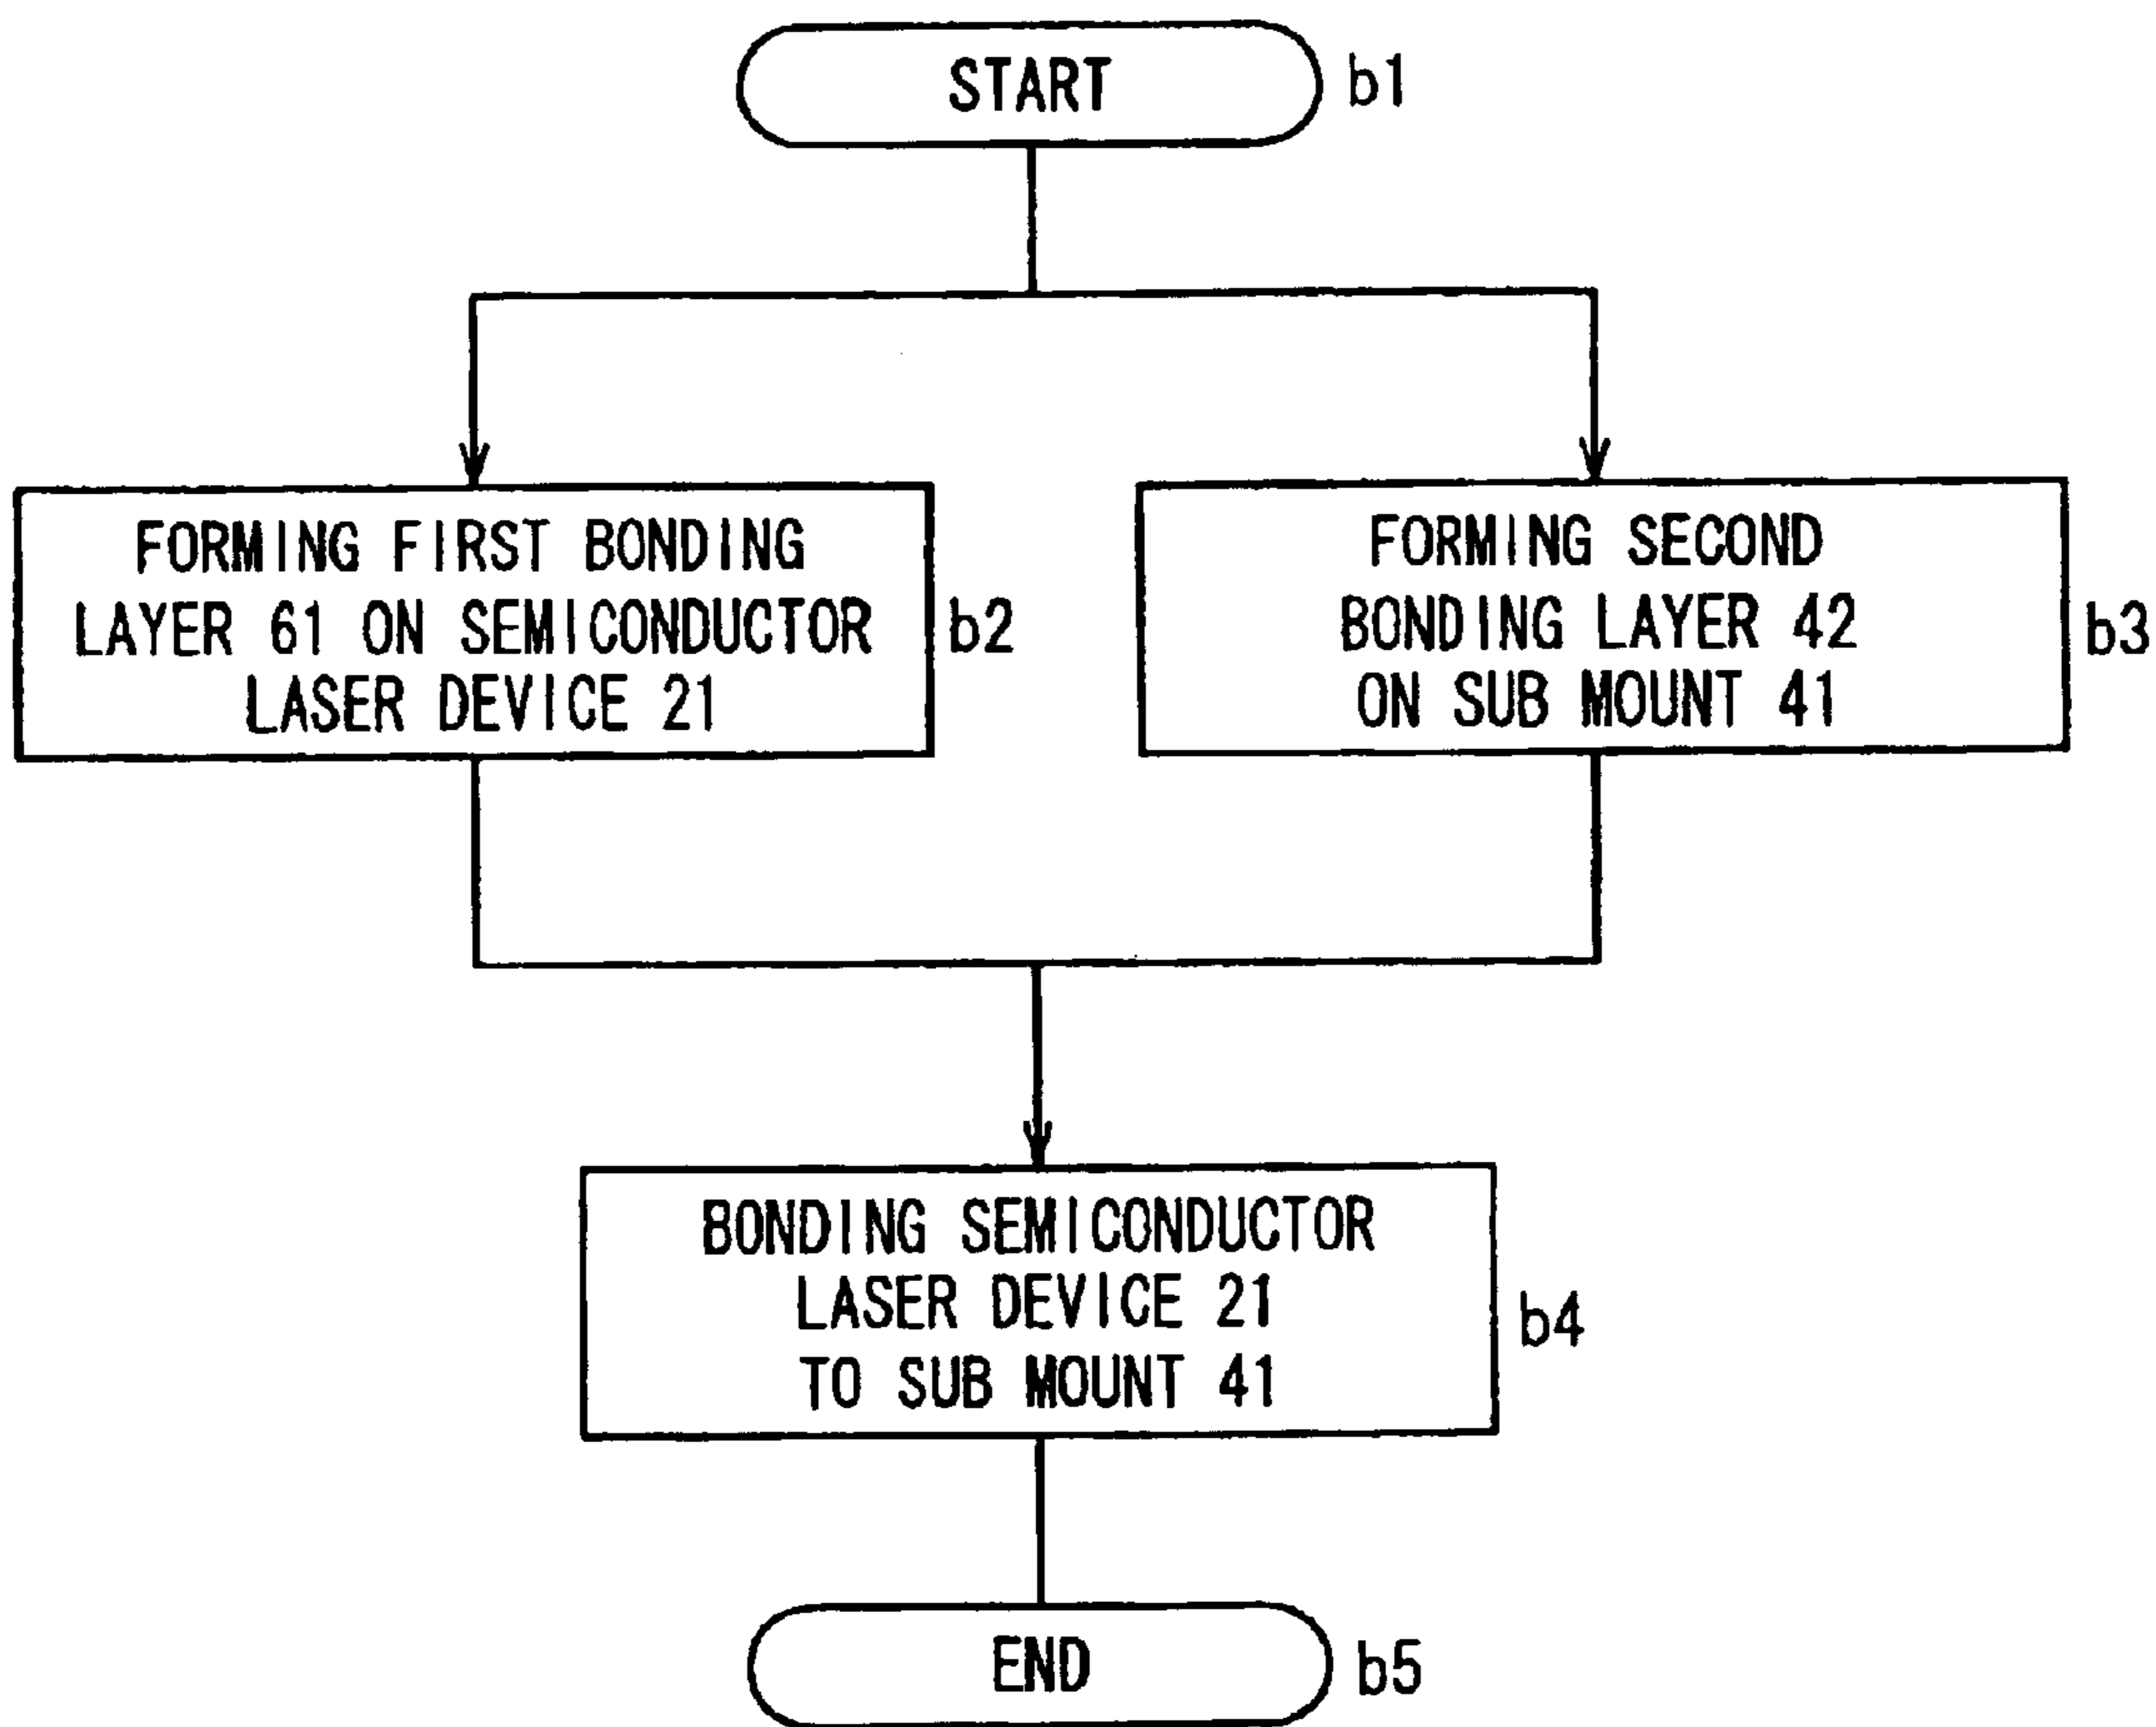 START
b1
FORMING FIRST BONDING
LAYER 61 ON SEMICONDUCTOR
LASER DEVICE 21
b2
FORMING SECOND
BONDING LAYER 42
ON SUB MOUNT 41
b3
BONDING SEMICONDUCTOR
LASER DEVICE 21
TO SUB MOUNT 41
b4
END
b5